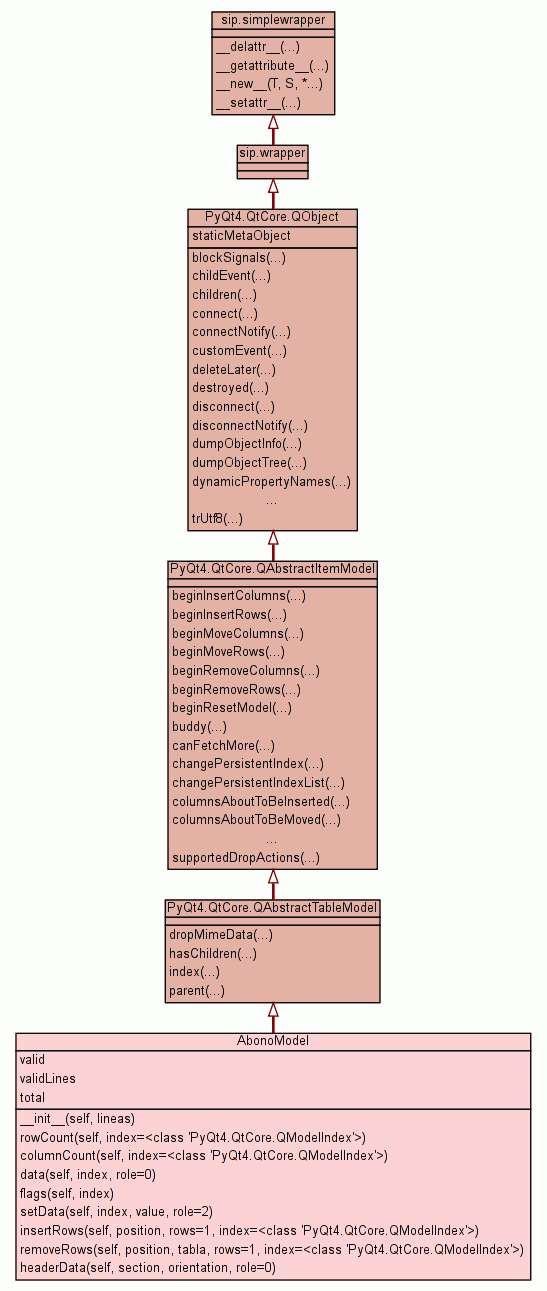 sip.simplewrapper
__delattr__(...)
__getattribute__(...)
__new__(T, S, *...)
__setattr__(...)
sip.wrapper
PyQt4.QtCore.QObject
staticMetaObject
blockSignals(...)
childEvent(...)
children(...)
connect(...)
connectNotify(...)
customEvent(...)
deleteLater(...)
destroyed(...)
disconnect(...)
disconnectNotify(...)
dumpObjectInfo(...)
dumpObjectTree(...)
dynamicPropertyNames(...)
...
trUtf8(...)
PyQt4.QtCore.QAbstractItemModel
beginInsertColumns(...)
beginInsertRows(...)
beginMoveColumns(...)
beginMoveRows(...)
beginRemoveColumns(...)
beginRemoveRows(...)
beginResetModel(...)
buddy(...)
canFetchMore(...)
changePersistentIndex(...)
changePersistentIndexList(...)
columnsAboutToBeInserted(...)
columnsAboutToBeMoved(...)
...
supportedDropActions(...)
PyQt4.QtCore.QAbstractTableModel
dropMimeData(...)
hasChildren(...)
index(...)
parent(...)
AbonoModel
valid
validLines
total
__init__(self, lineas)
rowCount(self, index=<class 'PyQt4.QtCore.QModelIndex'>)
columnCount(self, index=<class 'PyQt4.QtCore.QModelIndex'>)
data(self, index, role=0)
flags(self, index)
setData(self, index, value, role=2)
insertRows(self, position, rows=1, index=<class 'PyQt4.QtCore.QModelIndex'>)
removeRows(self, position, tabla, rows=1, index=<class 'PyQt4.QtCore.QModelIndex'>)
headerData(self, section, orientation, role=0)